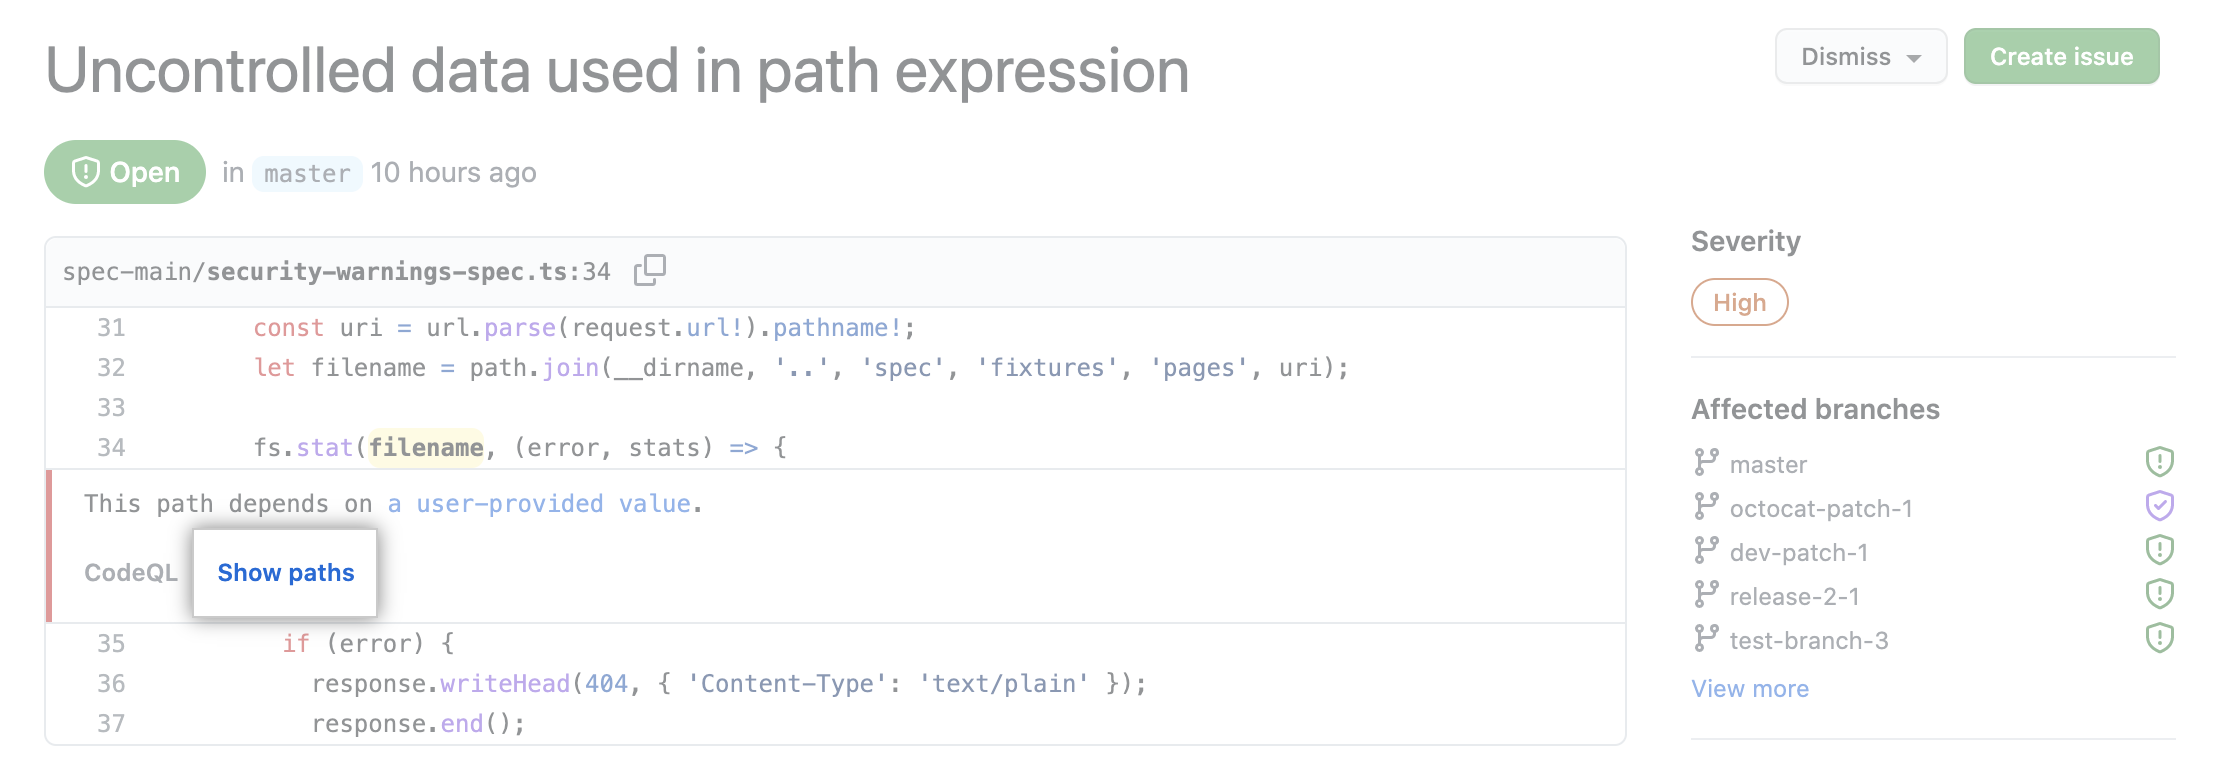 Uncontrolled data used in path expression
Dismiss
Create issue
Open in master 10 hours ago
spec-main/security-warnings-spec.ts:34
31 const uri = url.parse(request.url!).pathname!;
32 let filename = path.join(__dirname, '..', 'spec', 'fixtures', 'pages', uri);
33
34 fs.stat(filename, (error, stats) => {
This path depends on a user-provided value.
CodeQL Show paths
35 if (error) {
36 response.writeHead(404, { 'Content-Type': 'text/plain' });
37 response.end();
Severity
High
Affected branches
master
octocat-patch-1
dev-patch-1
release-2-1
test-branch-3
View more